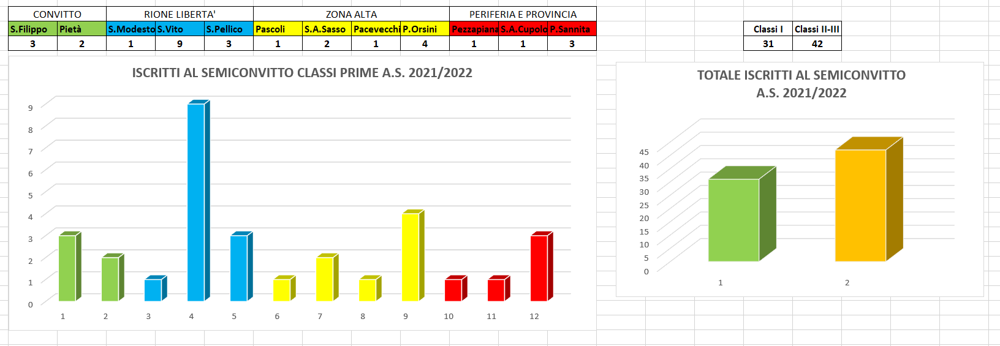 CONVITTO RIONE LIBERTA' ZONA ALTA PERIFERIA E PROVINCIA
S.Filippo Pietà S.Modesto S.Vito S.Pellico Pascoli S.A.Sasso Pacevecchi P.Orsini Pezzapiana S.A.Cupolo P.Sannita
3 2 1 9 3 1 2 1 4 1 1 3
Classi I Classi II-III
31 42
ISCRITTI AL SEMICONVITTO CLASSI PRIME A.S. 2021/2022
9
8
7
6
5
4
3
2
1
0
1 2 3 4 5 6 7 8 9 10 11 12
TOTALE ISCRITTI AL SEMICONVITTO
A.S. 2021/2022
45
40
35
30
25
20
15
10
5
0
1 2